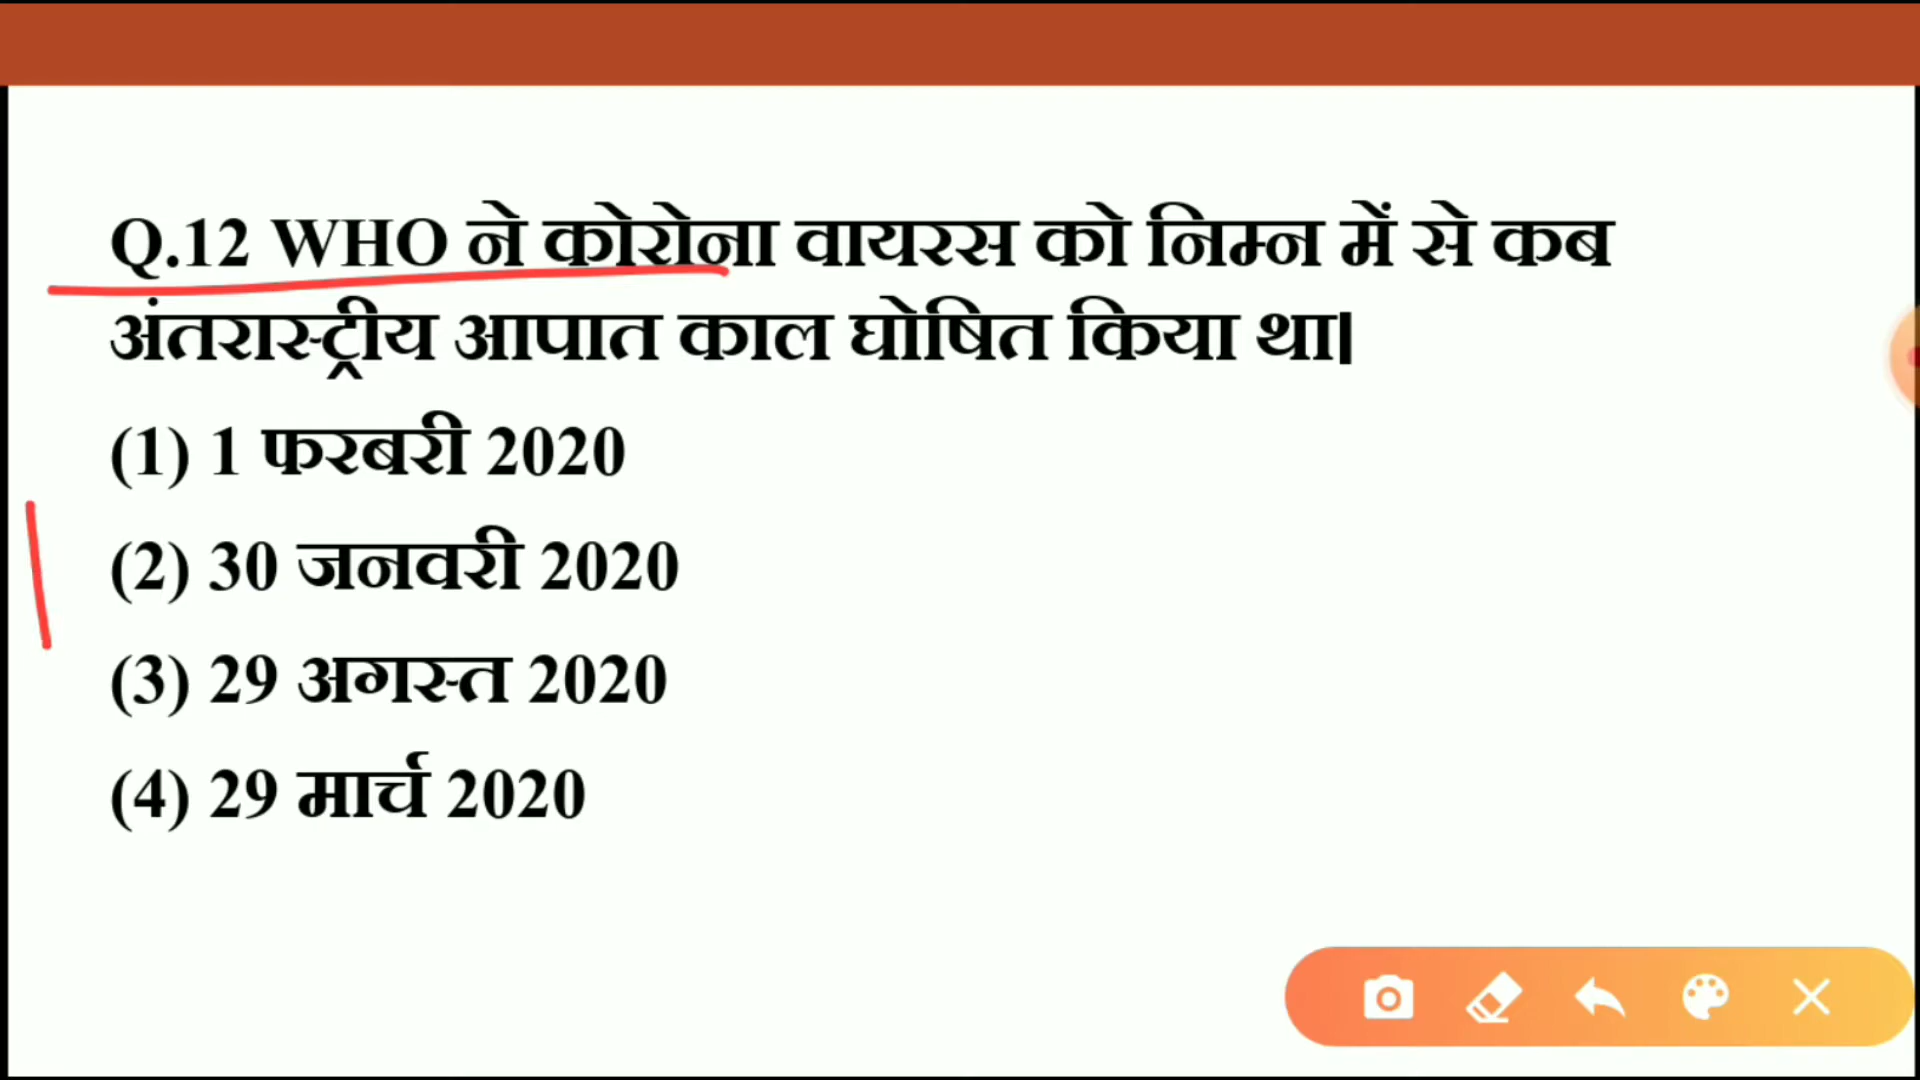 Q.12 WHO ने कोरोना वायरस को निम्न में से कब
अंतरास्ट्रीय आपात काल घोषित किया था।
(1) 1 फरबरी 2020
(2) 30 जनवरी 2020
(3) 29 अगस्त 2020
(4) 29 मार्च 2020